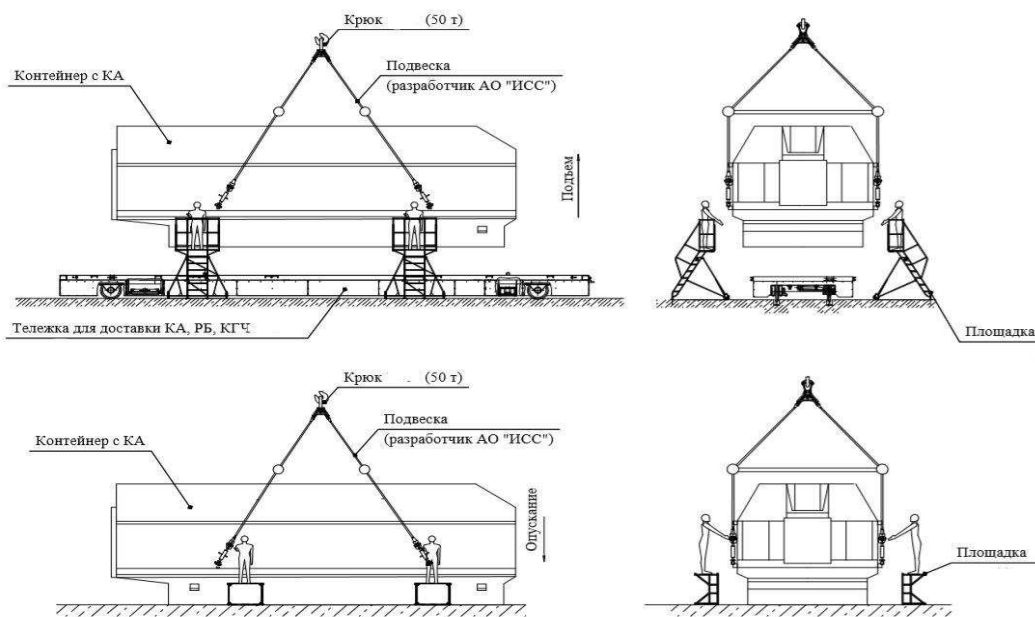 Крюк (50 т)
Контейнер с КА
Подвеска
(разработчик АО "ИСС")
Подъем
Тележка для доставки КА, РБ, КГЧ
Площадка
Крюк (50 т)
Подвеска
(разработчик АО "ИСС")
Контейнер с КА
Опускание
Площадка